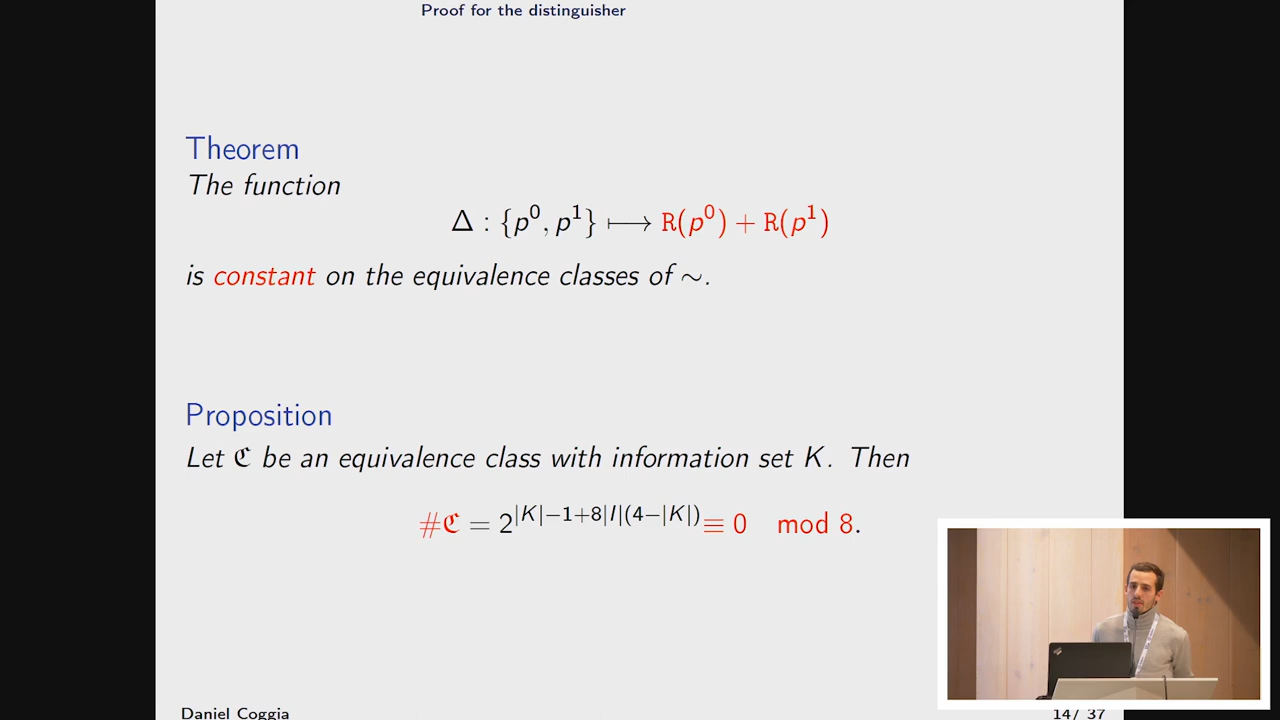 Proof for the distinguisher
Theorem
The function
Δ : {p⁰, p¹} ⟼ R(p⁰) + R(p¹)
is constant on the equivalence classes of ∼.
Proposition
Let ℭ be an equivalence class with information set K. Then
#ℭ = 2^{|K|−1+8|I|(4−|K|)} ≡ 0 mod 8.
Daniel Coggia
14/ 37